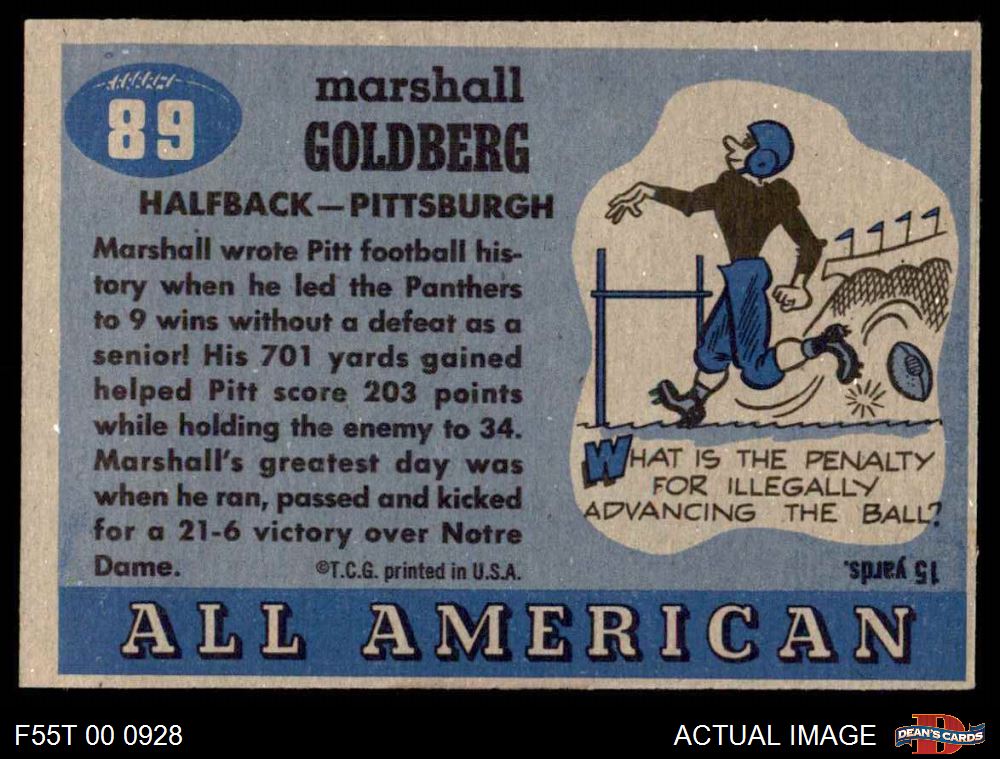 89
marshall
GOLDBERG
HALFBACK—PITTSBURGH
Marshall wrote Pitt football his-
tory when he led the Panthers
to 9 wins without a defeat as a
senior! His 701 yards gained
helped Pitt score 203 points
while holding the enemy to 34.
Marshall's greatest day was
when he ran, passed and kicked
for a 21-6 victory over Notre
Dame.
©T.C.G. printed in U.S.A.
WHAT IS THE PENALTY
FOR ILLEGALLY
ADVANCING THE BALL?
15 yards.
ALL AMERICAN
F55T 00 0928
ACTUAL IMAGE
D
DEAN'S CARDS